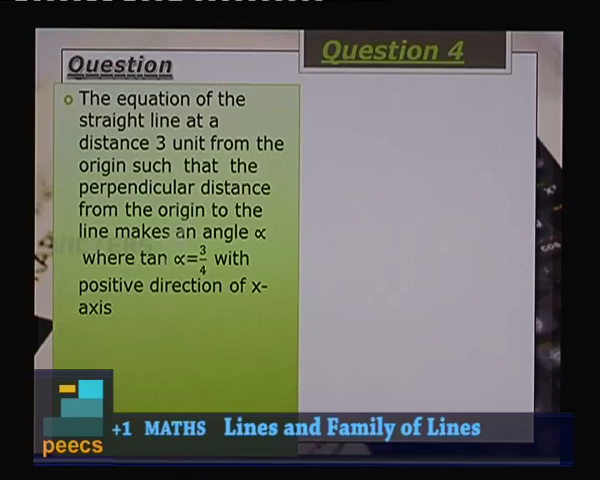 Question 4
Question
The equation of the
straight line at a
distance 3 unit from the
origin such that the
perpendicular distance
from the origin to the
line makes an angle ∝
where tan ∝=3/4 with
positive direction of x-
axis
VICTERS
+1 MATHS Lines and Family of Lines
peecs